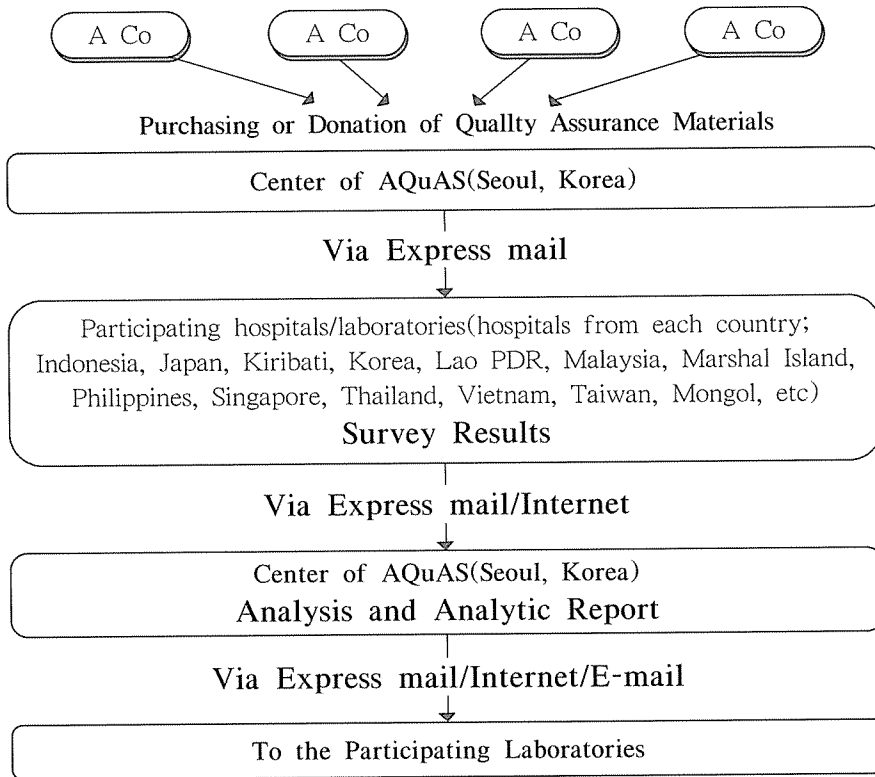 A Co
A Co
A Co
A Co
Purchasing or Donation of Quallty Assurance Materials
Center of AQuAS(Seoul, Korea)
Via Express mail
Participating hospitals/laboratories(hospitals from each country;
Indonesia, Japan, Kiribati, Korea, Lao PDR, Malaysia, Marshal Island,
Philippines, Singapore, Thailand, Vietnam, Taiwan, Mongol, etc)
Survey Results
Via Express mail/Internet
Center of AQuAS(Seoul, Korea)
Analysis and Analytic Report
Via Express mail/Internet/E-mail
To the Participating Laboratories